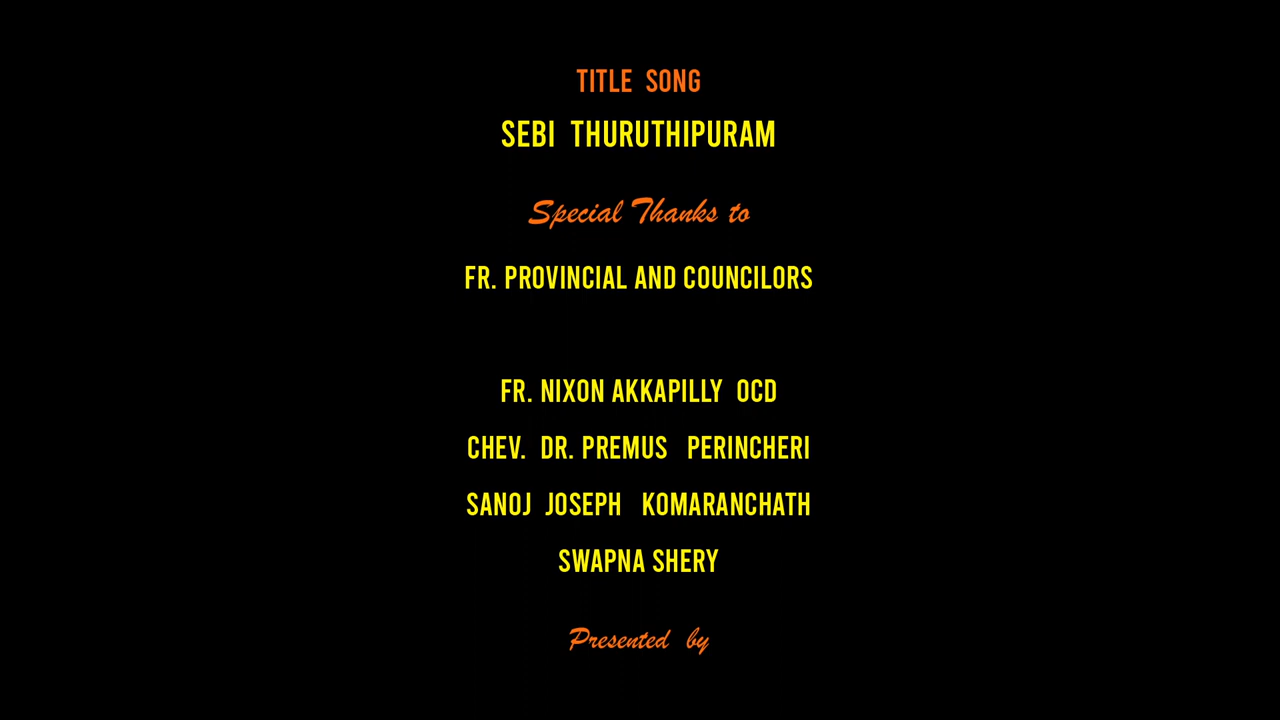 TITLE SONG
SEBI THURUTHIPURAM
Special Thanks to
FR. PROVINCIAL AND COUNCILORS
FR. NIXON AKKAPILLY OCD
CHEV. DR. PREMUS PERINCHERI
SANOJ JOSEPH KOMARANCHATH
SWAPNA SHERY
Presented by